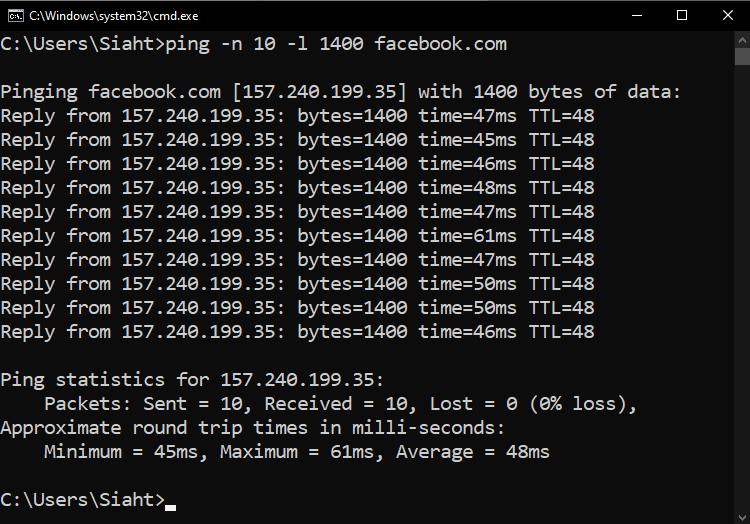 C:\Windows\system32\cmd.exe
C:\Users\Siaht>ping -n 10 -l 1400 facebook.com
Pinging facebook.com [157.240.199.35] with 1400 bytes of data:
Reply from 157.240.199.35: bytes=1400 time=47ms TTL=48
Reply from 157.240.199.35: bytes=1400 time=45ms TTL=48
Reply from 157.240.199.35: bytes=1400 time=46ms TTL=48
Reply from 157.240.199.35: bytes=1400 time=48ms TTL=48
Reply from 157.240.199.35: bytes=1400 time=47ms TTL=48
Reply from 157.240.199.35: bytes=1400 time=61ms TTL=48
Reply from 157.240.199.35: bytes=1400 time=47ms TTL=48
Reply from 157.240.199.35: bytes=1400 time=50ms TTL=48
Reply from 157.240.199.35: bytes=1400 time=50ms TTL=48
Reply from 157.240.199.35: bytes=1400 time=46ms TTL=48
Ping statistics for 157.240.199.35:
    Packets: Sent = 10, Received = 10, Lost = 0 (0% loss),
Approximate round trip times in milli-seconds:
    Minimum = 45ms, Maximum = 61ms, Average = 48ms
C:\Users\Siaht>